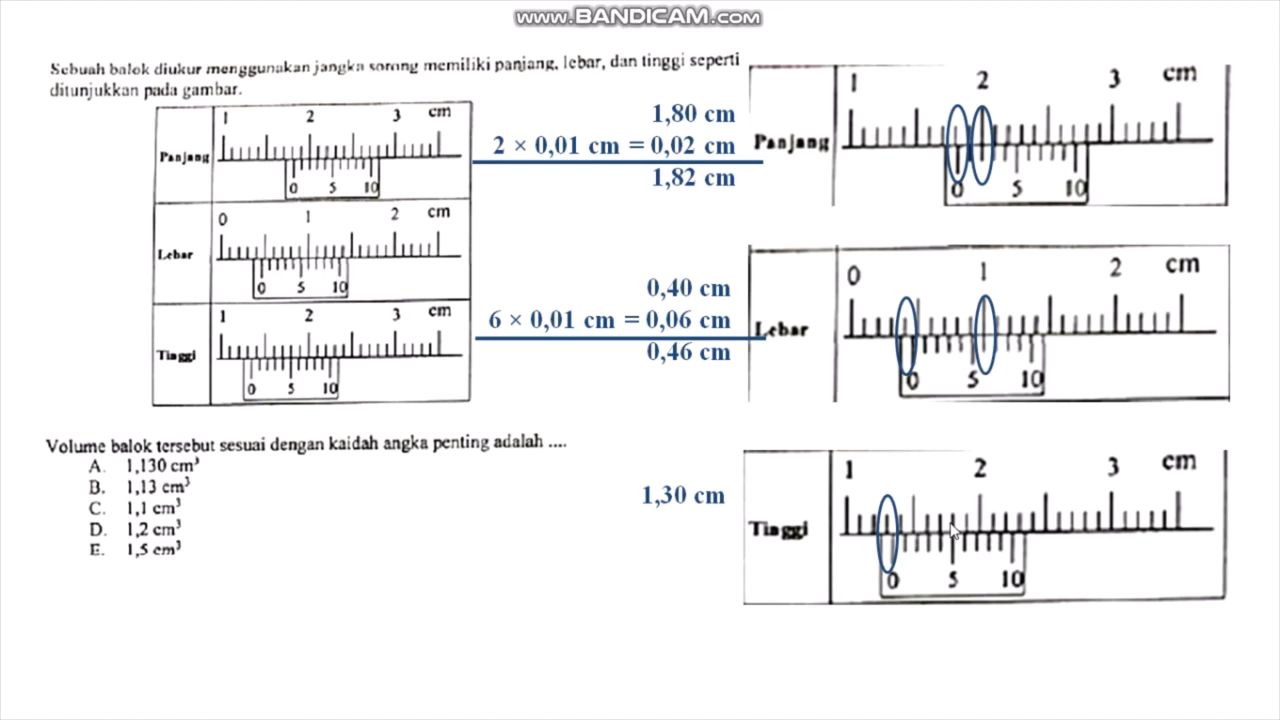 www.BANDICAM.com
Sebuah balok diukur menggunakan jangka sorong memiliki panjang, lebar, dan tinggi seperti
ditunjukkan pada gambar.
1 2 3 cm
Panjang
0 5 10
0 1 2 cm
Lebar
0 5 10
1 2 3 cm
Tinggi
0 5 10
1,80 cm
2 × 0,01 cm = 0,02 cm
1,82 cm
0,40 cm
6 × 0,01 cm = 0,06 cm
0,46 cm
1,30 cm
1 2 3 cm
Panjang
0 5 10
0 1 2 cm
Lebar
0 5 10
1 2 3 cm
Tinggi
0 5 10
Volume balok tersebut sesuai dengan kaidah angka penting adalah ....
A. 1,130 cm³
B. 1,13 cm³
C. 1,1 cm³
D. 1,2 cm³
E. 1,5 cm³